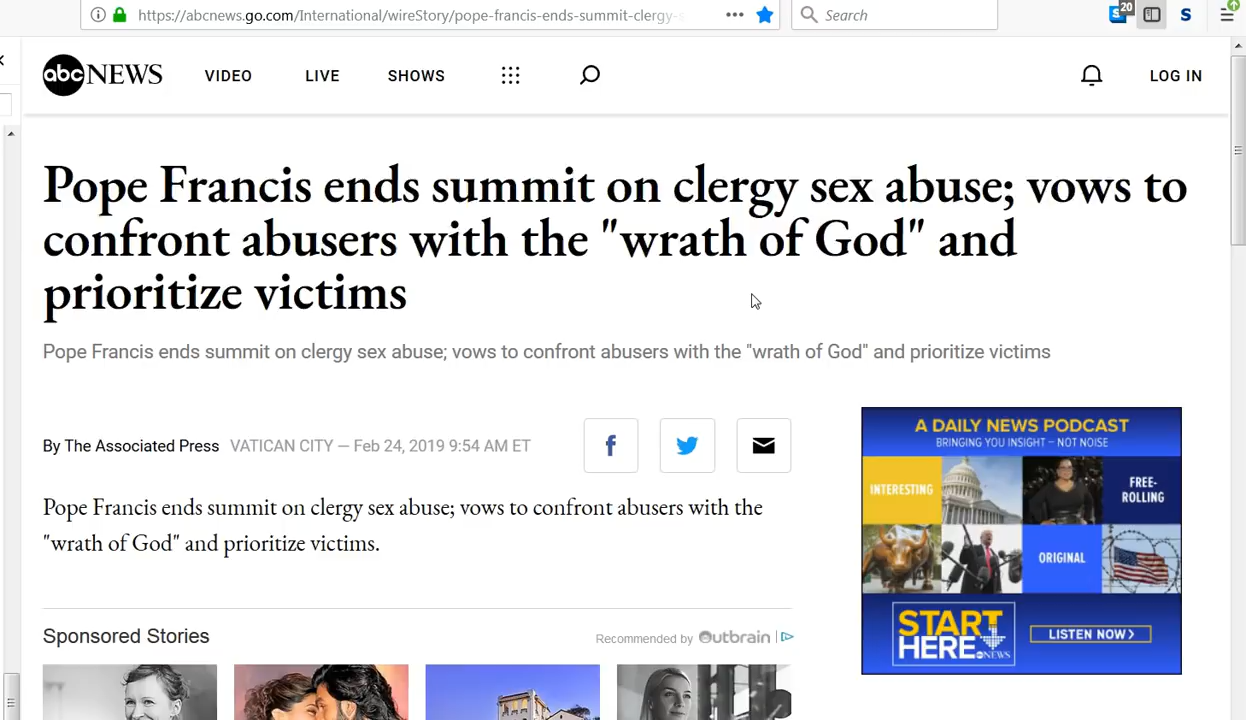 https://abcnews.go.com/International/wireStory/pope-francis-ends-summit-clergy-
Search
20
S
abc NEWS
VIDEO
LIVE
SHOWS
LOG IN
Pope Francis ends summit on clergy sex abuse; vows to
confront abusers with the "wrath of God" and
prioritize victims
Pope Francis ends summit on clergy sex abuse; vows to confront abusers with the "wrath of God" and prioritize victims
By The Associated Press VATICAN CITY — Feb 24, 2019 9:54 AM ET
Pope Francis ends summit on clergy sex abuse; vows to confront abusers with the
"wrath of God" and prioritize victims.
A DAILY NEWS PODCAST
BRINGING YOU INSIGHT – NOT NOISE
INTERESTING
FREE-
ROLLING
ORIGINAL
START
HERE
abc NEWS
LISTEN NOW >
Sponsored Stories
Recommended by Outbrain